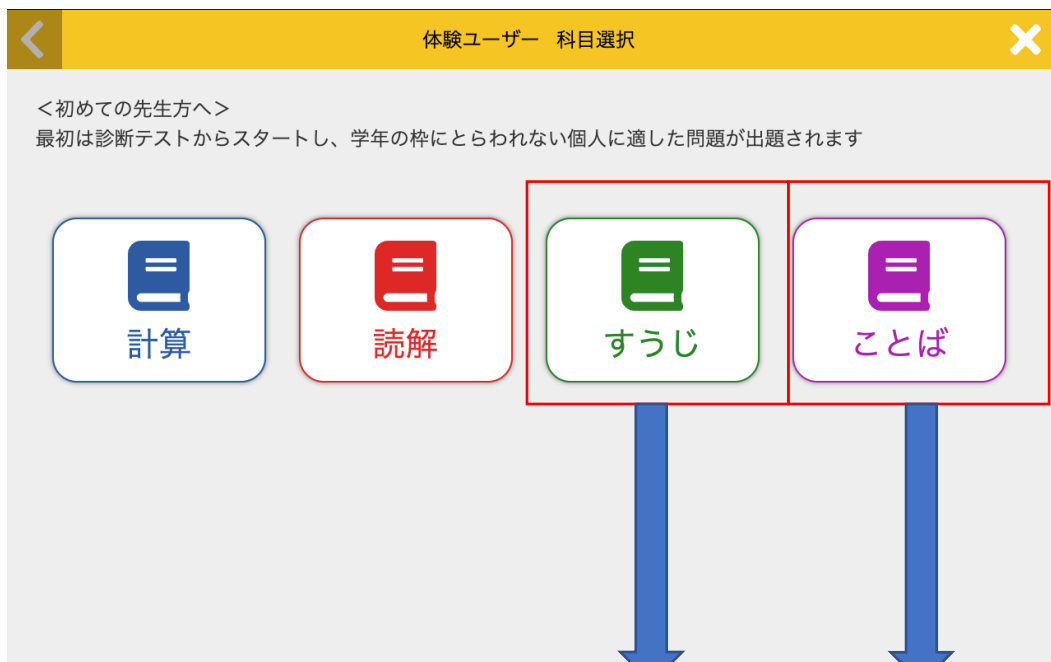 体験ユーザー 科目選択
＜初めての先生方へ＞
最初は診断テストからスタートし、学年の枠にとらわれない個人に適した問題が出題されます
計算
読解
すうじ
ことば